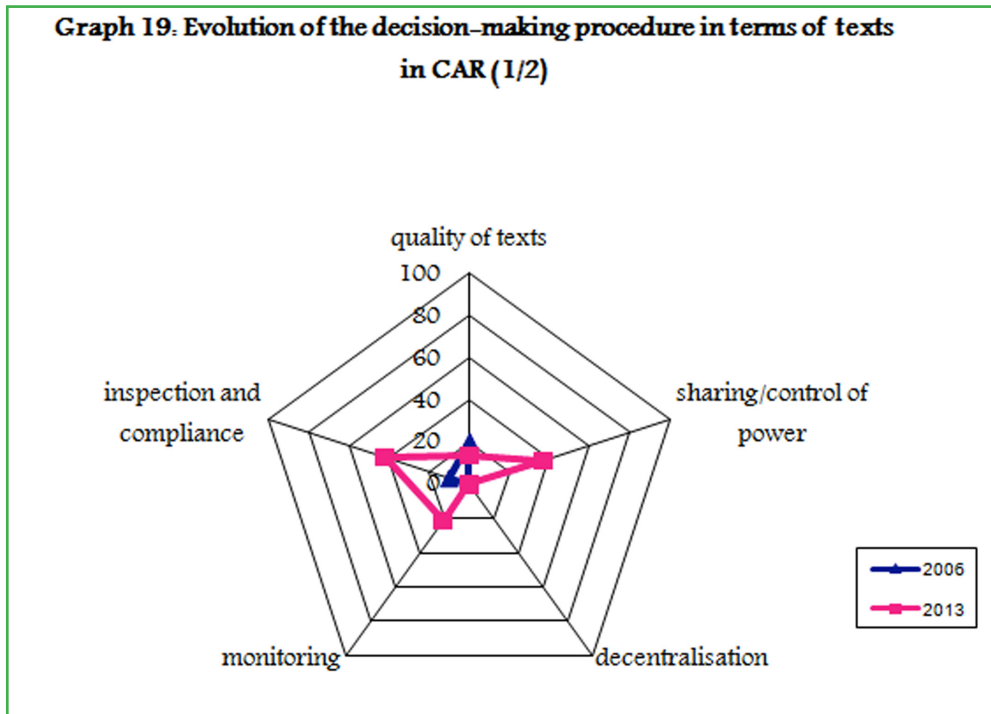 Graph 19: Evolution of the decision-making procedure in terms of texts
in CAR (1/2)
quality of texts
100
80
60
40
20
0
inspection and
compliance
sharing/control of
power
monitoring
decentralisation
2006
2013